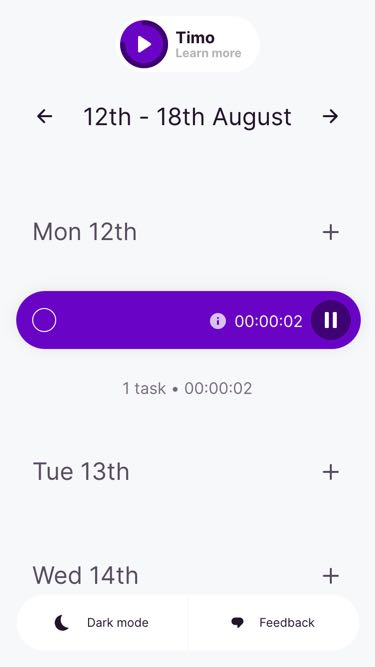 Timo
Learn more
12th - 18th August
Mon 12th
00:00:02
1 task • 00:00:02
Tue 13th
Wed 14th
Dark mode
Feedback